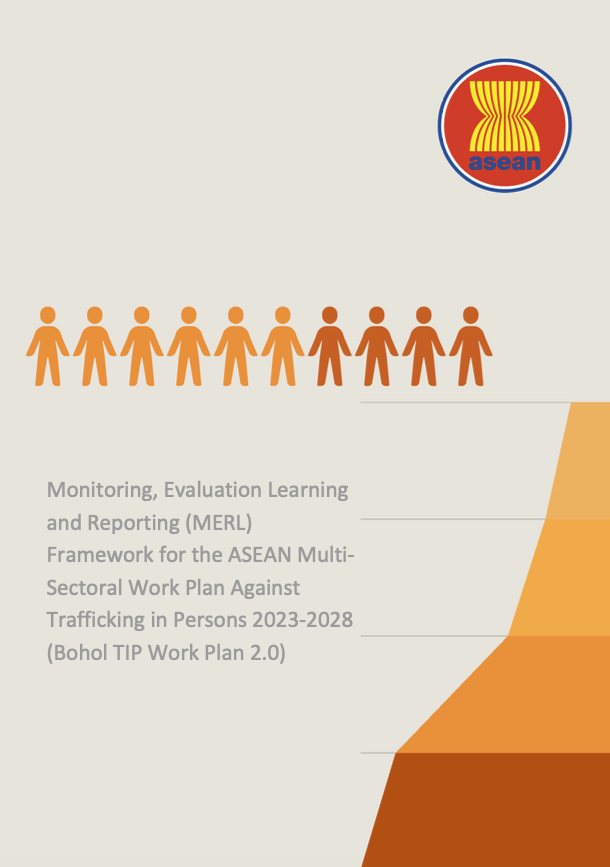 asean
Monitoring, Evaluation Learning
and Reporting (MERL)
Framework for the ASEAN Multi-
Sectoral Work Plan Against
Trafficking in Persons 2023-2028
(Bohol TIP Work Plan 2.0)